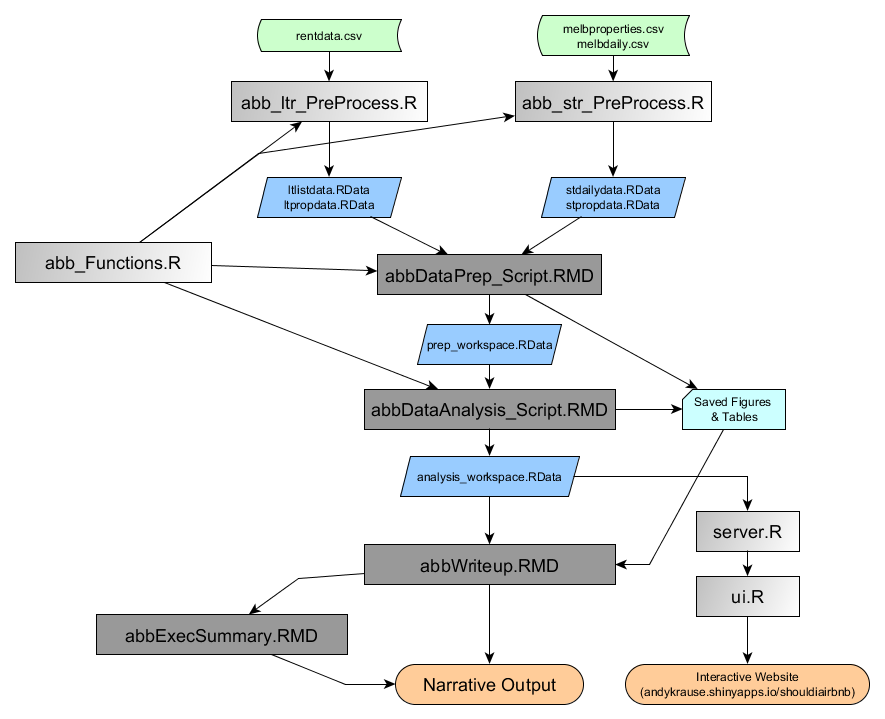 rentdata.csv
melbproperties.csv
melbdaily.csv
abb_ltr_PreProcess.R
abb_str_PreProcess.R
ltlistdata.RData
ltpropdata.RData
stdailydata.RData
stpropdata.RData
abb_Functions.R
abbDataPrep_Script.RMD
prep_workspace.RData
abbDataAnalysis_Script.RMD
Saved Figures
& Tables
analysis_workspace.RData
server.R
abbWriteup.RMD
ui.R
abbExecSummary.RMD
Narrative Output
Interactive Website
(andykrause.shinyapps.io/shouldiairbnb)